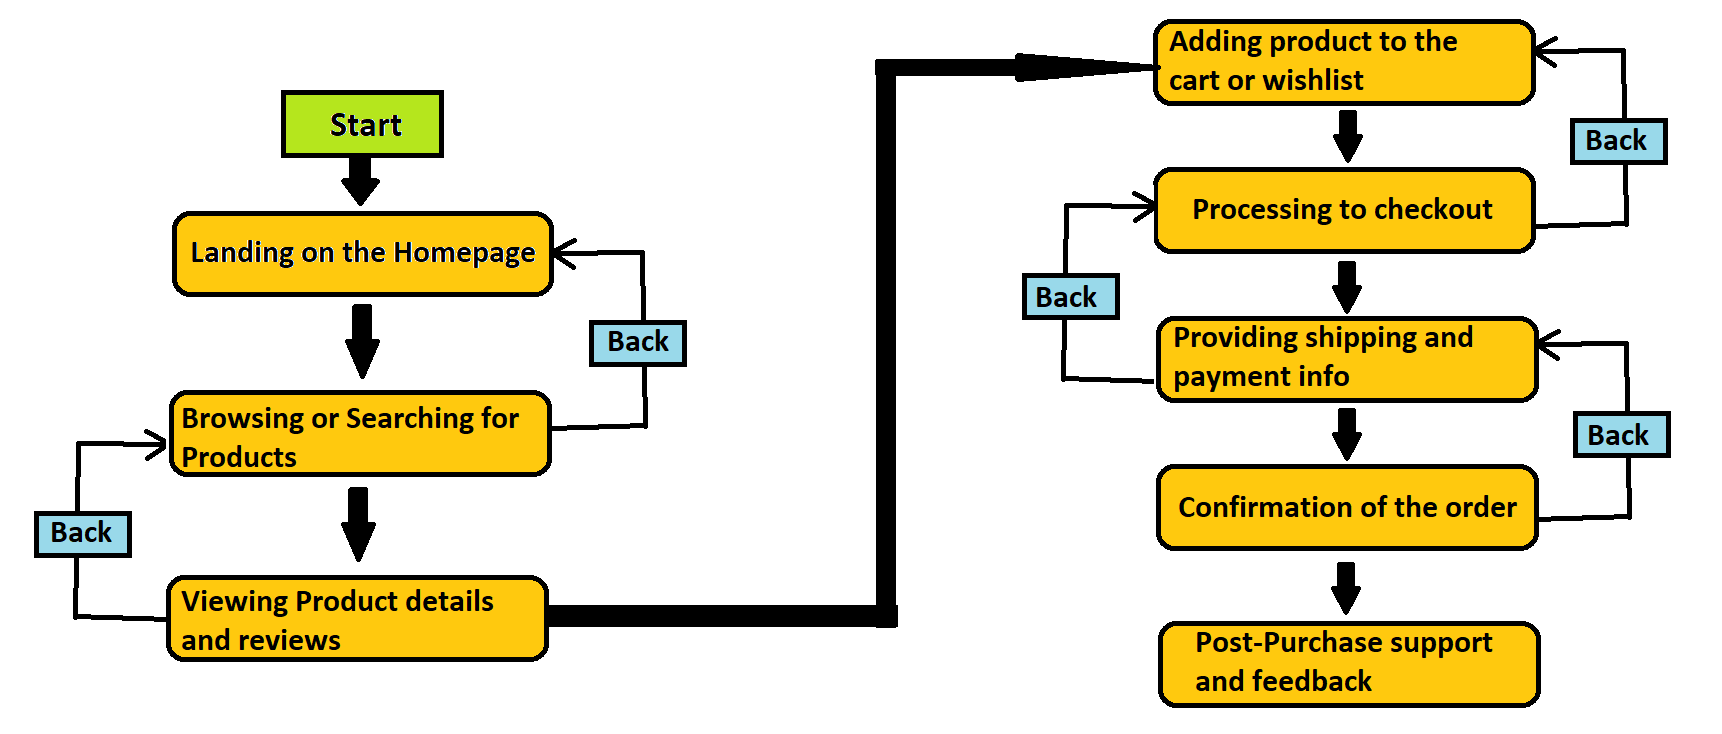 Start
Landing on the Homepage
Back
Browsing or Searching for
Products
Back
Viewing Product details
and reviews
Adding product to the
cart or wishlist
Back
Processing to checkout
Back
Providing shipping and
payment info
Back
Confirmation of the order
Post-Purchase support
and feedback